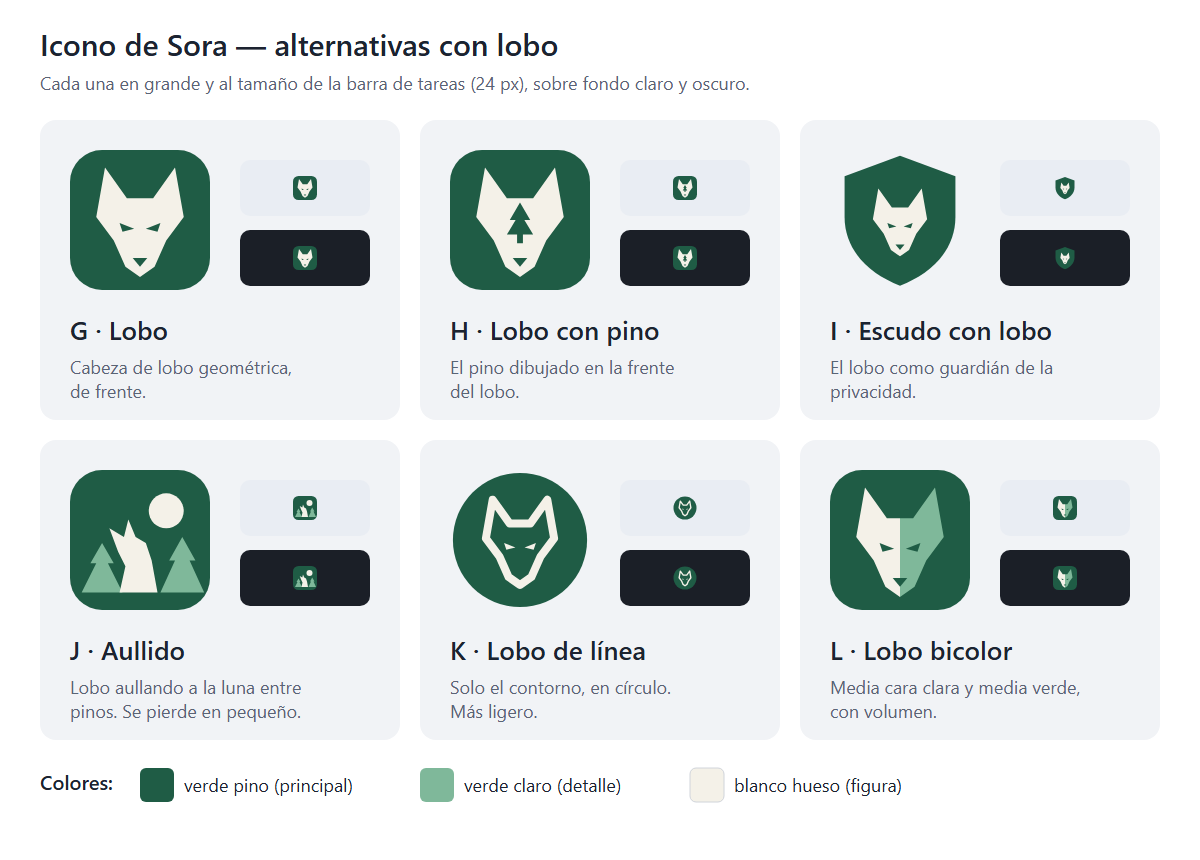 Icono de Sora — alternativas con lobo
Cada una en grande y al tamaño de la barra de tareas (24 px), sobre fondo claro y oscuro.
G · Lobo
Cabeza de lobo geométrica,
de frente.
H · Lobo con pino
El pino dibujado en la frente
del lobo.
I · Escudo con lobo
El lobo como guardián de la
privacidad.
J · Aullido
Lobo aullando a la luna entre
pinos. Se pierde en pequeño.
K · Lobo de línea
Solo el contorno, en círculo.
Más ligero.
L · Lobo bicolor
Media cara clara y media verde,
con volumen.
Colores: verde pino (principal) verde claro (detalle) blanco hueso (figura)